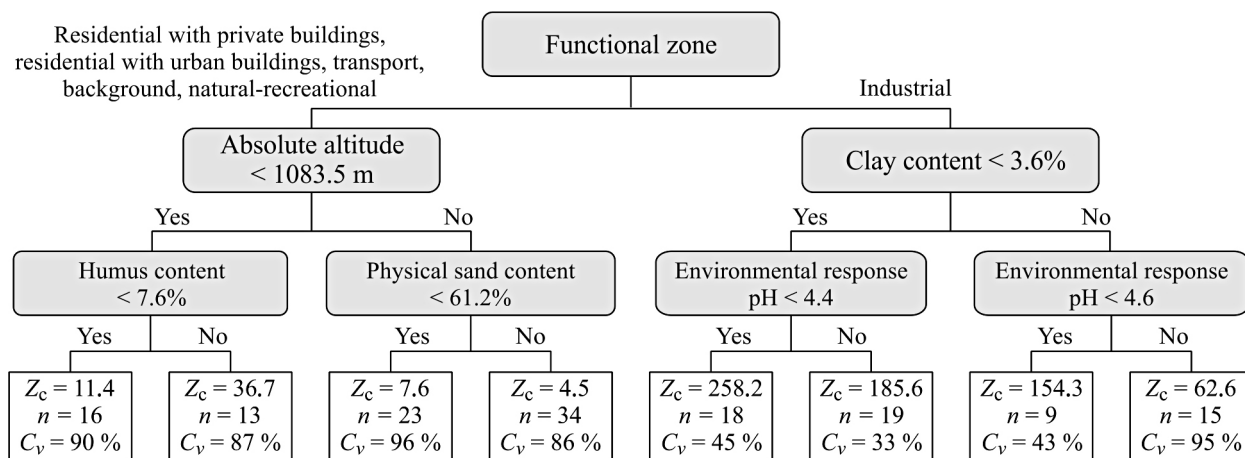 Functional zone
Residential with private buildings,
residential with urban buildings, transport,
background, natural-recreational
Industrial
Absolute altitude
< 1083.5 m
Clay content < 3.6%
Yes
No
Yes
No
Humus content
< 7.6%
Physical sand content
< 61.2%
Environmental response
pH < 4.4
Environmental response
pH < 4.6
Yes
No
Yes
No
Yes
No
Yes
No
Zc = 11.4
n = 16
Cv = 90 %
Zc = 36.7
n = 13
Cv = 87 %
Zc = 7.6
n = 23
Cv = 96 %
Zc = 4.5
n = 34
Cv = 86 %
Zc = 258.2
n = 18
Cv = 45 %
Zc = 185.6
n = 19
Cv = 33 %
Zc = 154.3
n = 9
Cv = 43 %
Zc = 62.6
n = 15
Cv = 95 %